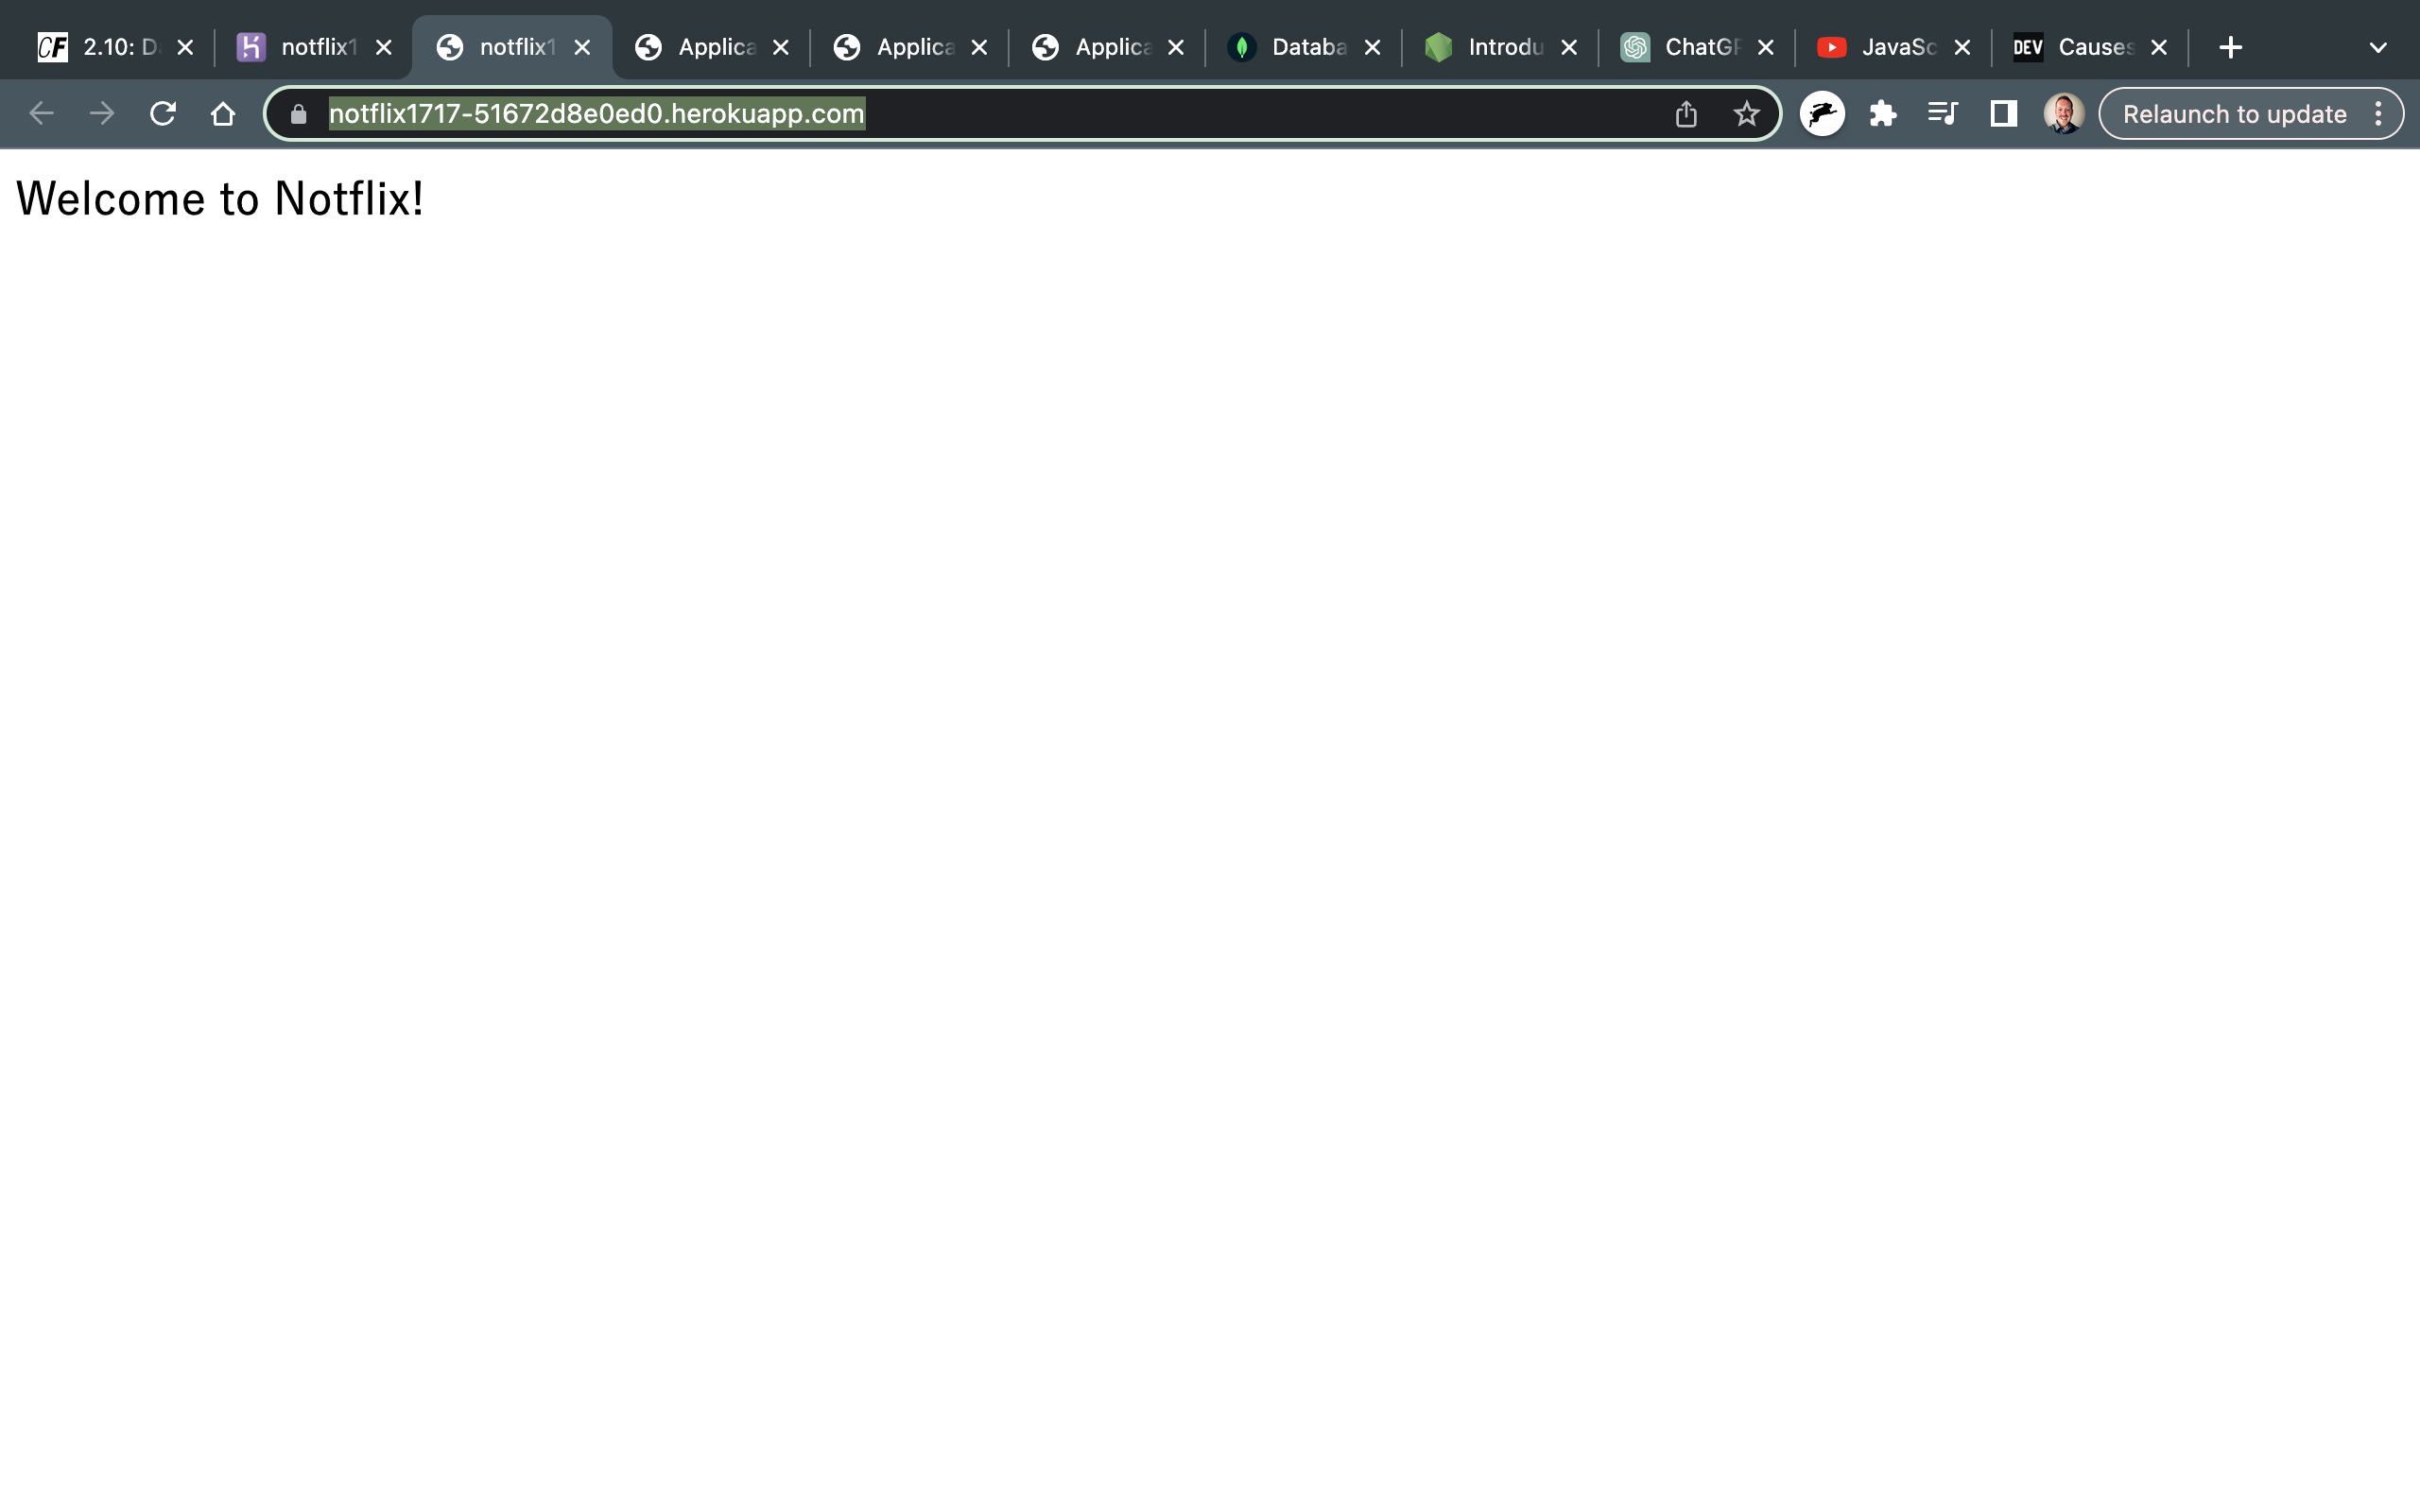 CF 2.10: D
notflix1
notflix1
Applica
Applica
Applica
Databa
Introdu
ChatGP
JavaSc
DEV Causes
notflix1717-51672d8e0ed0.herokuapp.com
Relaunch to update
Welcome to Notflix!